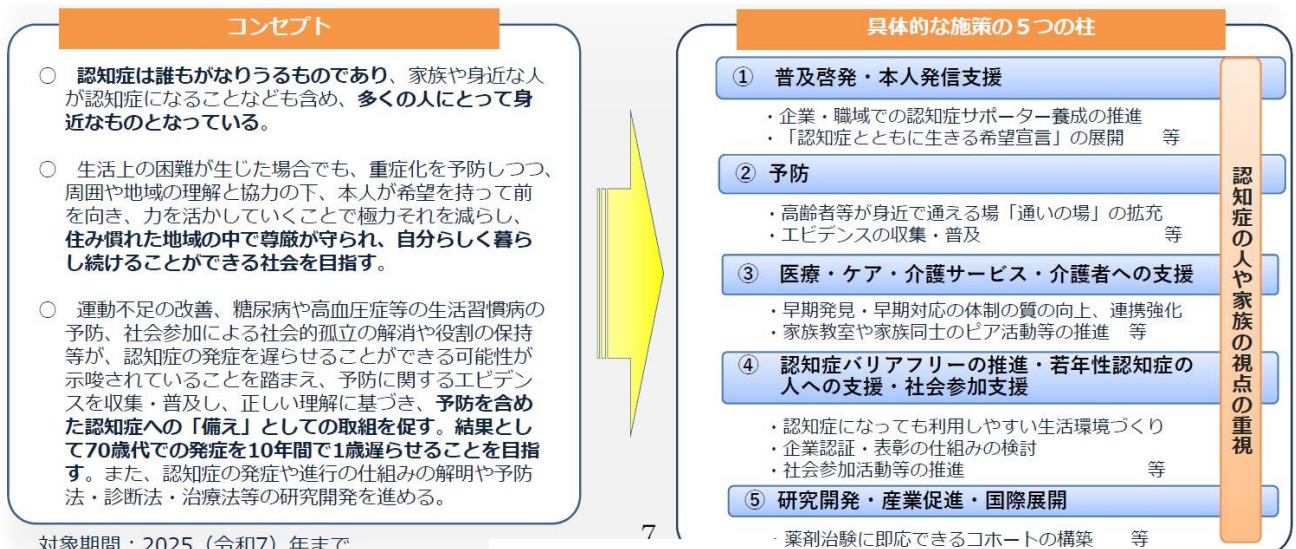 コンセプト
○　認知症は誰もがなりうるものであり、家族や身近な人
が認知症になることなども含め、多くの人にとって身
近なものとなっている。
○　生活上の困難が生じた場合でも、重症化を予防しつつ、
周囲や地域の理解と協力の下、本人が希望を持って前
を向き、力を活かしていくことで極力それを減らし、
住み慣れた地域の中で尊厳が守られ、自分らしく暮ら
し続けることができる社会を目指す。
○　運動不足の改善、糖尿病や高血圧症等の生活習慣病の
予防、社会参加による社会的孤立の解消や役割の保持
等が、認知症の発症を遅らせることができる可能性が
示唆されていることを踏まえ、予防に関するエビデン
スを収集・普及し、正しい理解に基づき、予防を含め
た認知症への「備え」としての取組を促す。結果とし
て70歳代での発症を10年間で1歳遅らせることを目指
す。また、認知症の発症や進行の仕組みの解明や予防
法・診断法・治療法等の研究開発を進める。
対象期間：2025（令和7）年まで
7
具体的な施策の５つの柱
①　普及啓発・本人発信支援
・企業・職域での認知症サポーター養成の推進
・「認知症とともに生きる希望宣言」の展開　　等
②　予防
・高齢者等が身近で通える場「通いの場」の拡充
・エビデンスの収集・普及　　等
③　医療・ケア・介護サービス・介護者への支援
・早期発見・早期対応の体制の質の向上、連携強化
・家族教室や家族同士のピア活動等の推進　等
④　認知症バリアフリーの推進・若年性認知症の
人への支援・社会参加支援
・認知症になっても利用しやすい生活環境づくり
・企業認証・表彰の仕組みの検討
・社会参加活動等の推進　　等
⑤　研究開発・産業促進・国際展開
・薬剤治験に即応できるコホートの構築　　等
認知症の人や家族の視点の重視